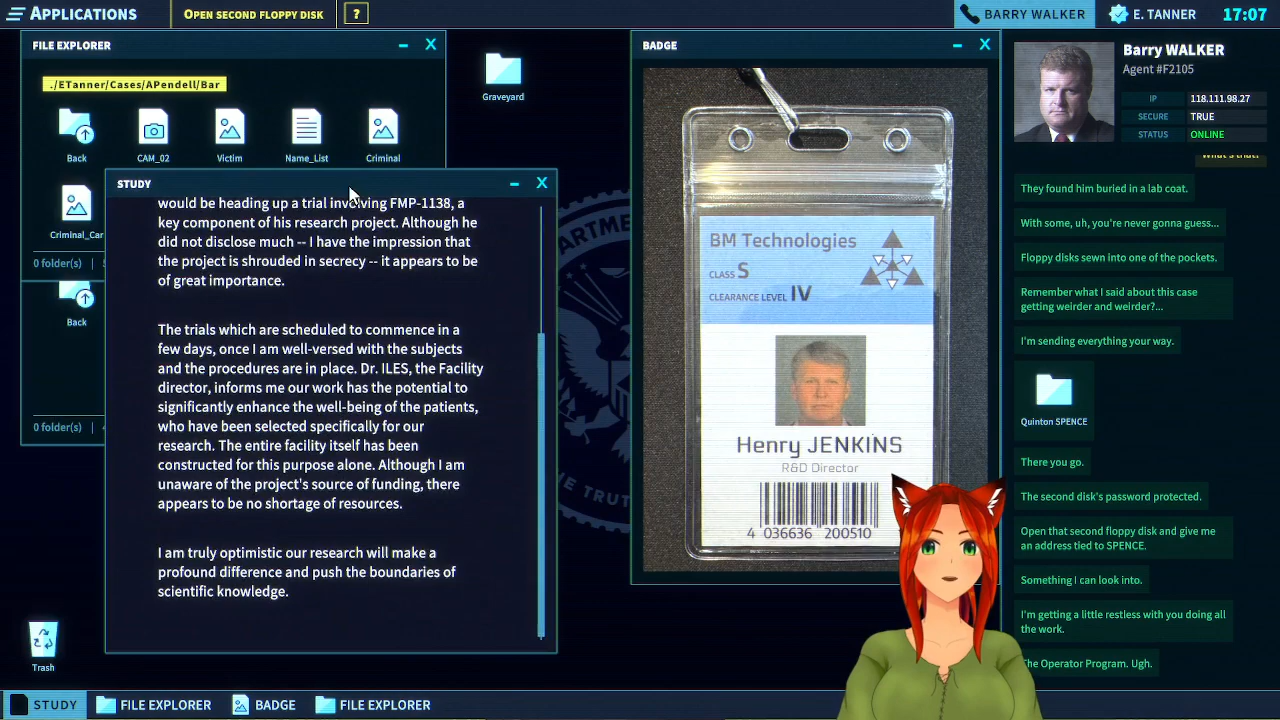 APPLICATIONS
OPEN SECOND FLOPPY DISK
?
BARRY WALKER
E. TANNER
17:07
FILE EXPLORER
./ETanner/Cases/APendell/Bar
Back
CAM_02
Victim
Name_List
Criminal
Criminal_Car
0 folder(s)
Back
0 folder(s)
Graveyard
Trash
STUDY
would be heading up a trial involving FMP-1138, a
key component of his research project. Although he
did not disclose much -- I have the impression that
the project is shrouded in secrecy -- it appears to be
of great importance.
The trials which are scheduled to commence in a
few days, once I am well-versed with the subjects
and the procedures are in place. Dr. ILES, the Facility
director, informs me our work has the potential to
significantly enhance the well-being of the patients,
who have been selected specifically for our
research. The entire facility itself has been
constructed for this purpose alone. Although I am
unaware of the project's source of funding, there
appears to be no shortage of resources.
I am truly optimistic our research will make a
profound difference and push the boundaries of
scientific knowledge.
BADGE
BM Technologies
CLASS S
CLEARANCE LEVEL IV
Henry JENKINS
R&D Director
4 036636 200510
Barry WALKER
Agent #F2105
IP 118.111.98.27
SECURE TRUE
STATUS ONLINE
What's that?
They found him buried in a lab coat.
With some, uh, you're never gonna guess...
Floppy disks sewn into one of the pockets.
Remember what I said about this case
getting weirder and weirder?...
I'm sending everything your way.
Quinton SPENCE
There you go.
The second disk's password protected.
Open that second floppy disk and give me
an address tied to SPENCE.
Something I can look into.
I'm getting a little restless with you doing all
the work.
The Operator Program. Ugh.
STUDY
FILE EXPLORER
BADGE
FILE EXPLORER